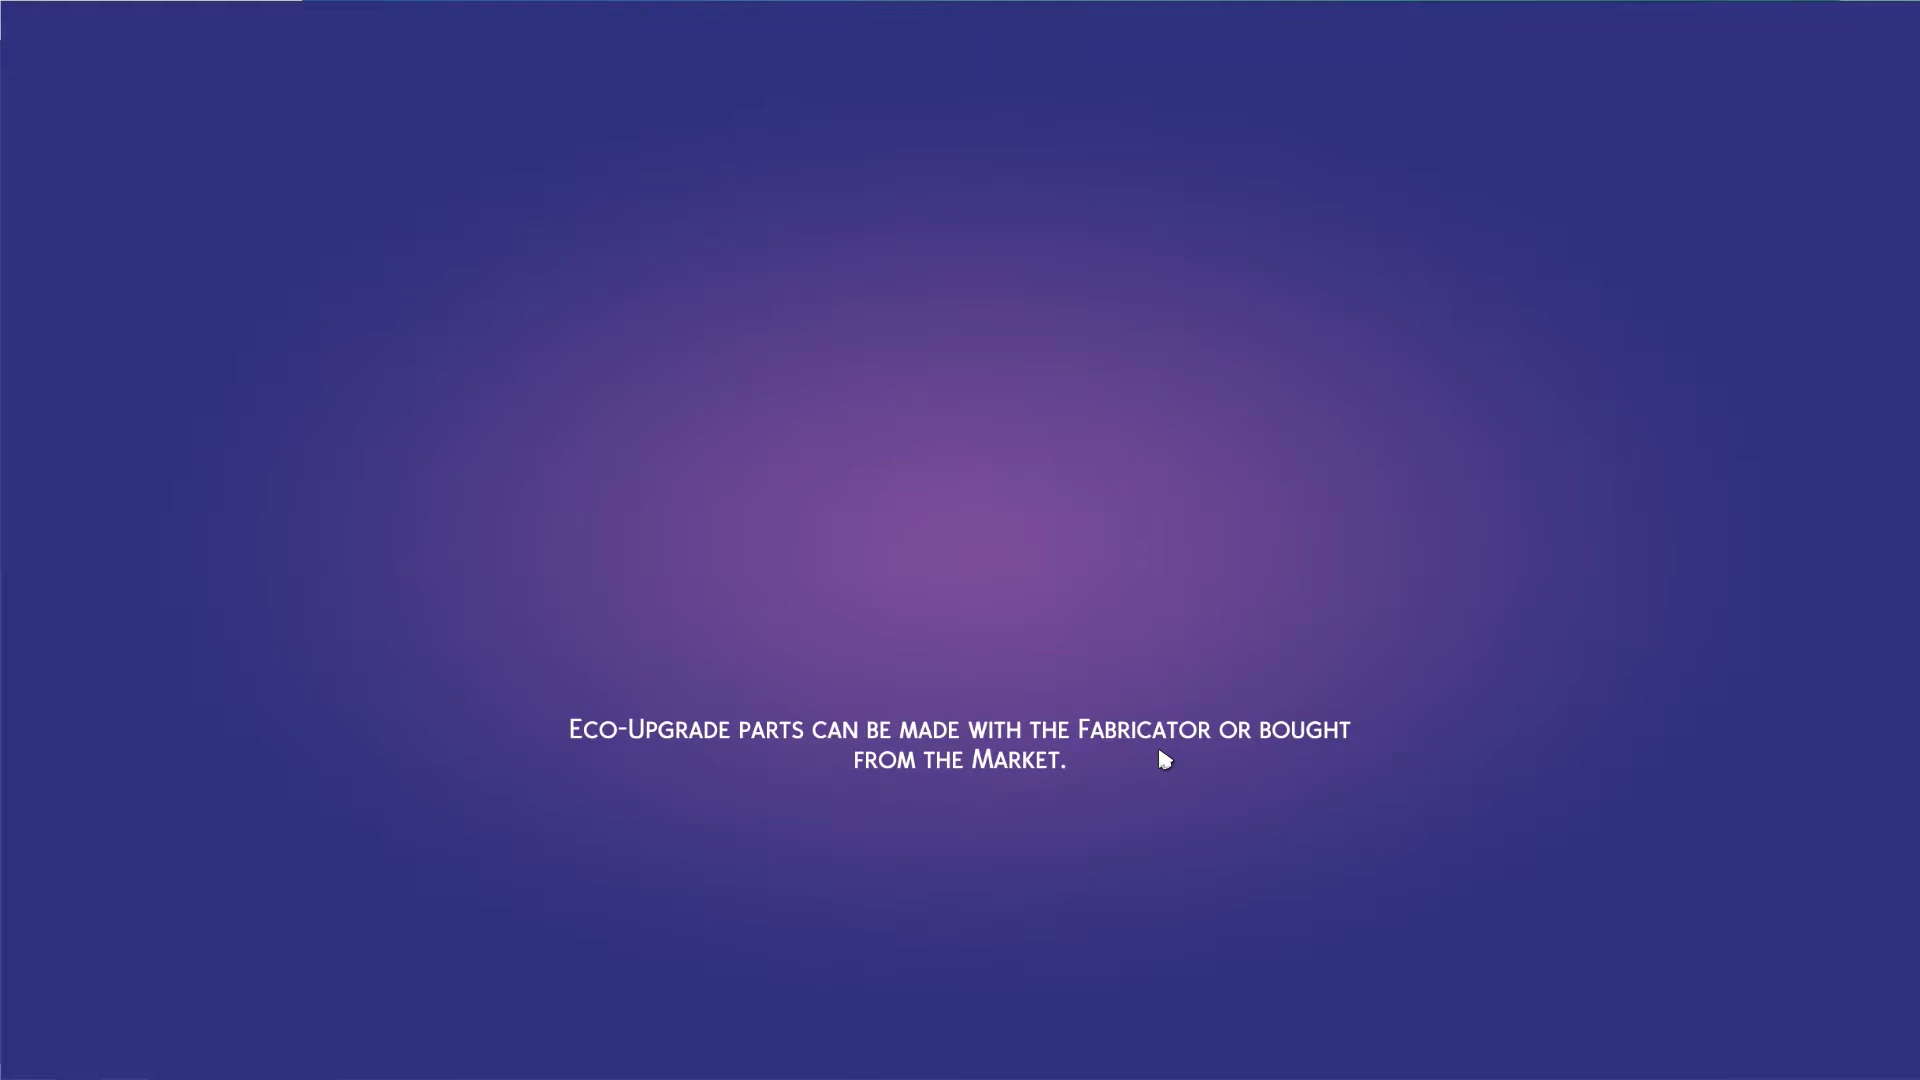 Eco-Upgrade parts can be made with the Fabricator or bought
from the Market.